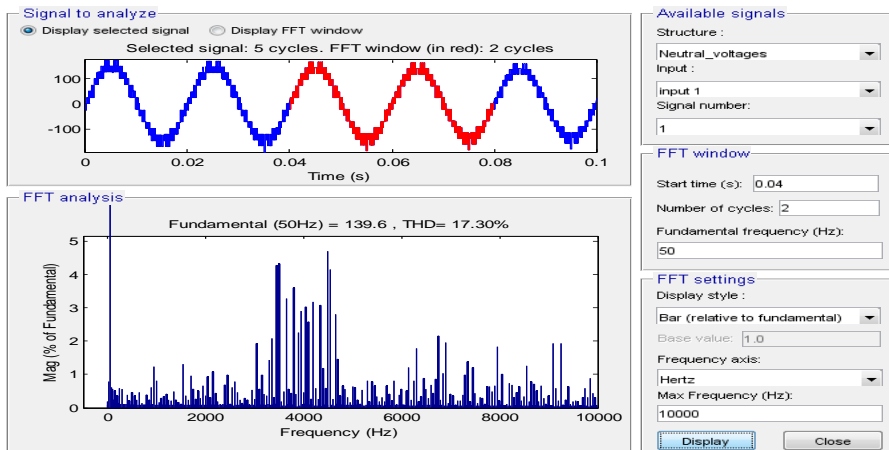 Signal to analyze
Display selected signal Display FFT window
Selected signal: 5 cycles. FFT window (in red): 2 cycles
100
0
-100
0 0.02 0.04 0.06 0.08 0.1
Time (s)
FFT analysis
Fundamental (50Hz) = 139.6 , THD= 17.30%
5
4
3
2
1
0
Mag (% of Fundamental)
0 2000 4000 6000 8000 10000
Frequency (Hz)
Available signals
Structure :
Neutral_voltages
Input :
input 1
Signal number:
1
FFT window
Start time (s): 0.04
Number of cycles: 2
Fundamental frequency (Hz):
50
FFT settings
Display style :
Bar (relative to fundamental)
Base value: 1.0
Frequency axis:
Hertz
Max Frequency (Hz):
10000
Display Close